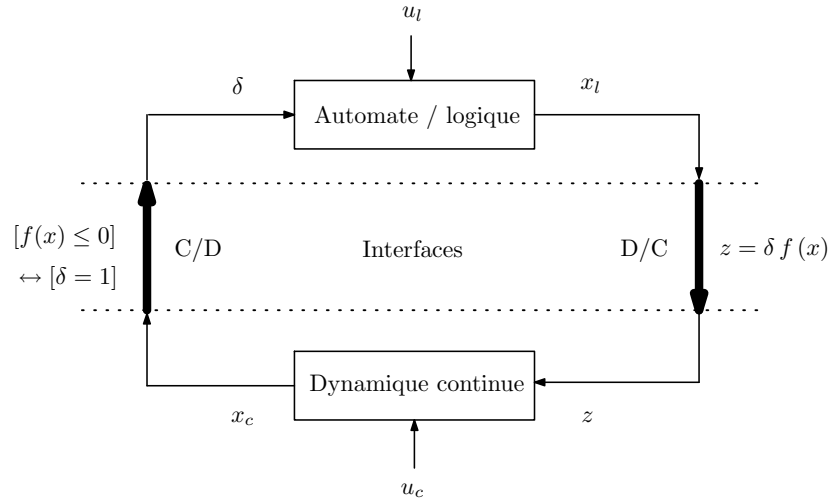 u_l
δ
x_l
Automate / logique
[f(x) ≤ 0]
↔ [δ = 1]
C/D
Interfaces
D/C
z = δ f (x)
Dynamique continue
x_c
z
u_c